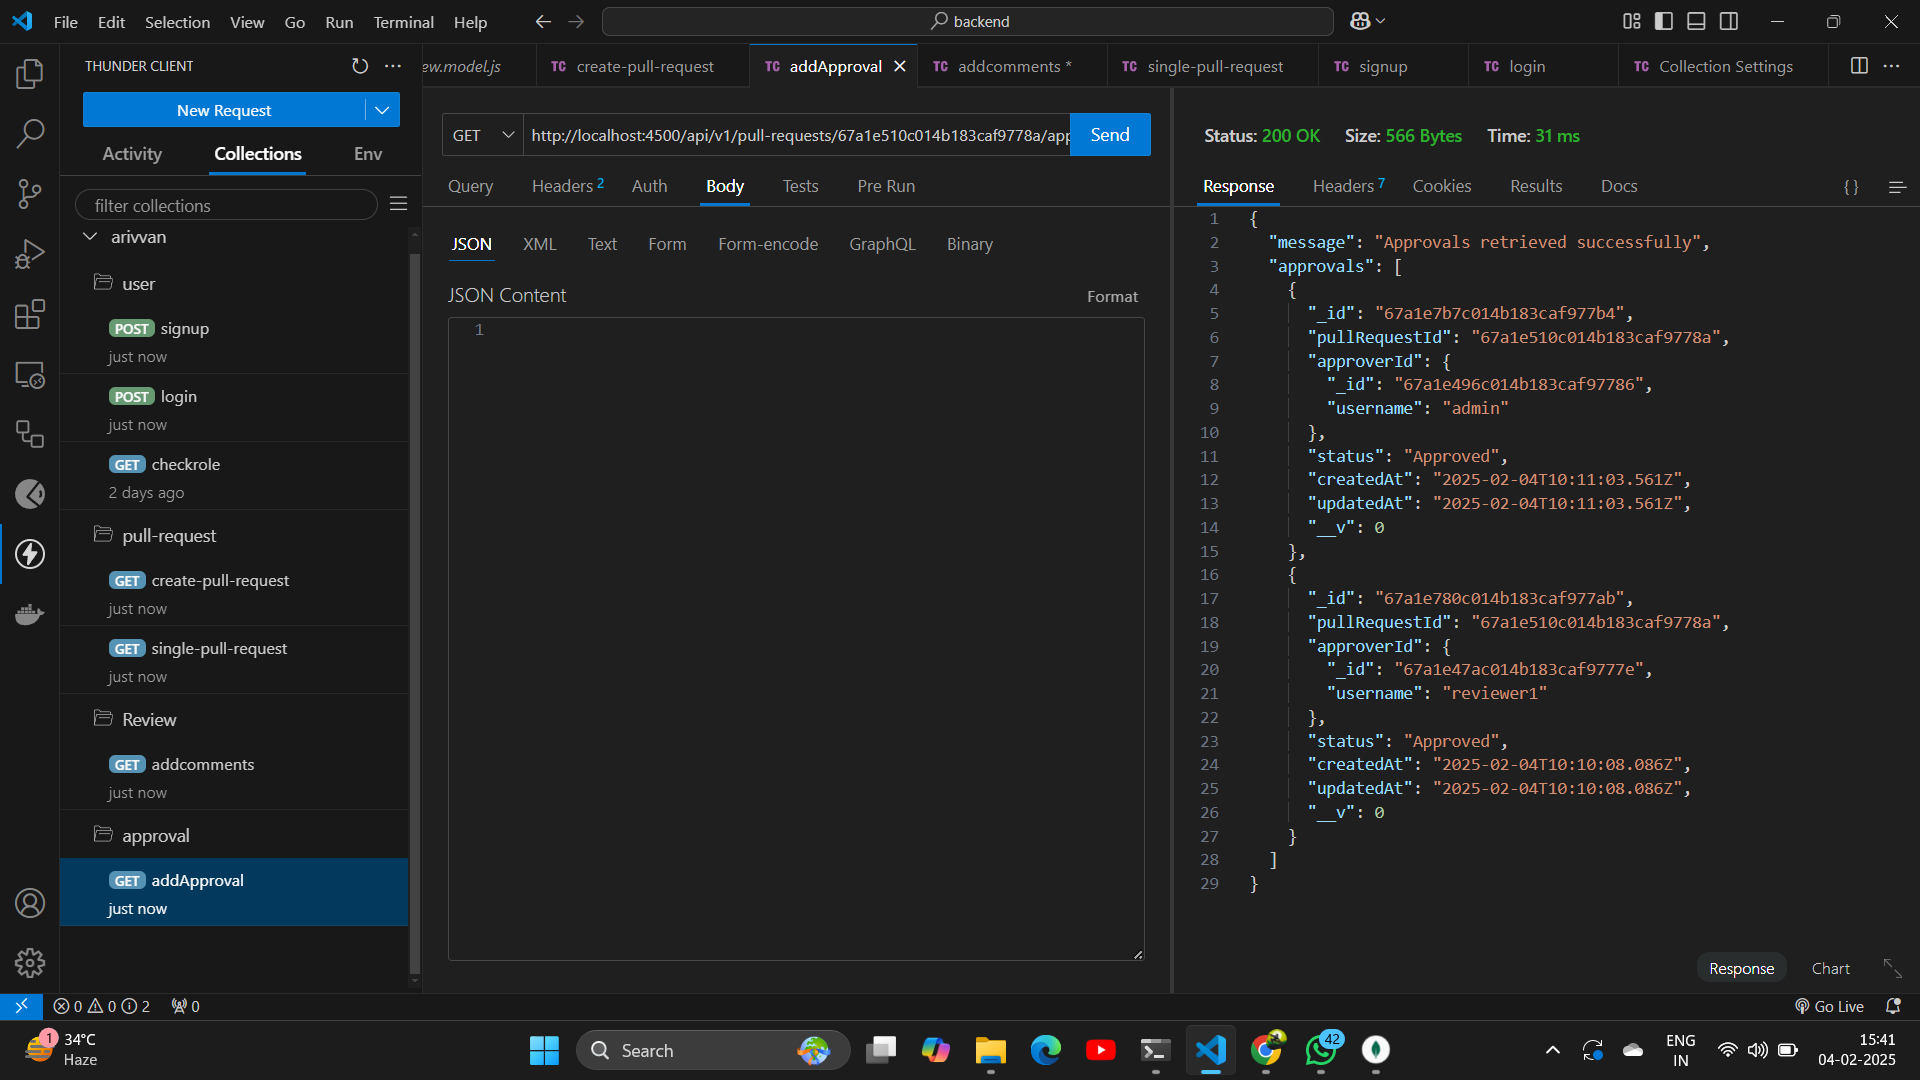 File Edit Selection View Go Run Terminal Help
backend
THUNDER CLIENT
New Request
Activity Collections Env
filter collections
arivvan
user
POST signup
just now
POST login
just now
GET checkrole
2 days ago
pull-request
GET create-pull-request
just now
GET single-pull-request
just now
Review
GET addcomments
just now
approval
GET addApproval
just now
ew.model.js TC create-pull-request TC addApproval TC addcomments * TC single-pull-request TC signup TC login TC Collection Settings
GET http://localhost:4500/api/v1/pull-requests/67a1e510c014b183caf9778a/app Send
Query Headers 2 Auth Body Tests Pre Run
JSON XML Text Form Form-encode GraphQL Binary
JSON Content Format
1
Status: 200 OK Size: 566 Bytes Time: 31 ms
Response Headers 7 Cookies Results Docs { }
1 {
2 "message": "Approvals retrieved successfully",
3 "approvals": [
4 {
5 "_id": "67a1e7b7c014b183caf977b4",
6 "pullRequestId": "67a1e510c014b183caf9778a",
7 "approverId": {
8 "_id": "67a1e496c014b183caf97786",
9 "username": "admin"
10 },
11 "status": "Approved",
12 "createdAt": "2025-02-04T10:11:03.561Z",
13 "updatedAt": "2025-02-04T10:11:03.561Z",
14 "__v": 0
15 },
16 {
17 "_id": "67a1e780c014b183caf977ab",
18 "pullRequestId": "67a1e510c014b183caf9778a",
19 "approverId": {
20 "_id": "67a1e47ac014b183caf9777e",
21 "username": "reviewer1"
22 },
23 "status": "Approved",
24 "createdAt": "2025-02-04T10:10:08.086Z",
25 "updatedAt": "2025-02-04T10:10:08.086Z",
26 "__v": 0
27 }
28 ]
29 }
Response Chart
0 0 2 0 Go Live
1 34°C
Haze
Search
42
ENG
IN
15:41
04-02-2025